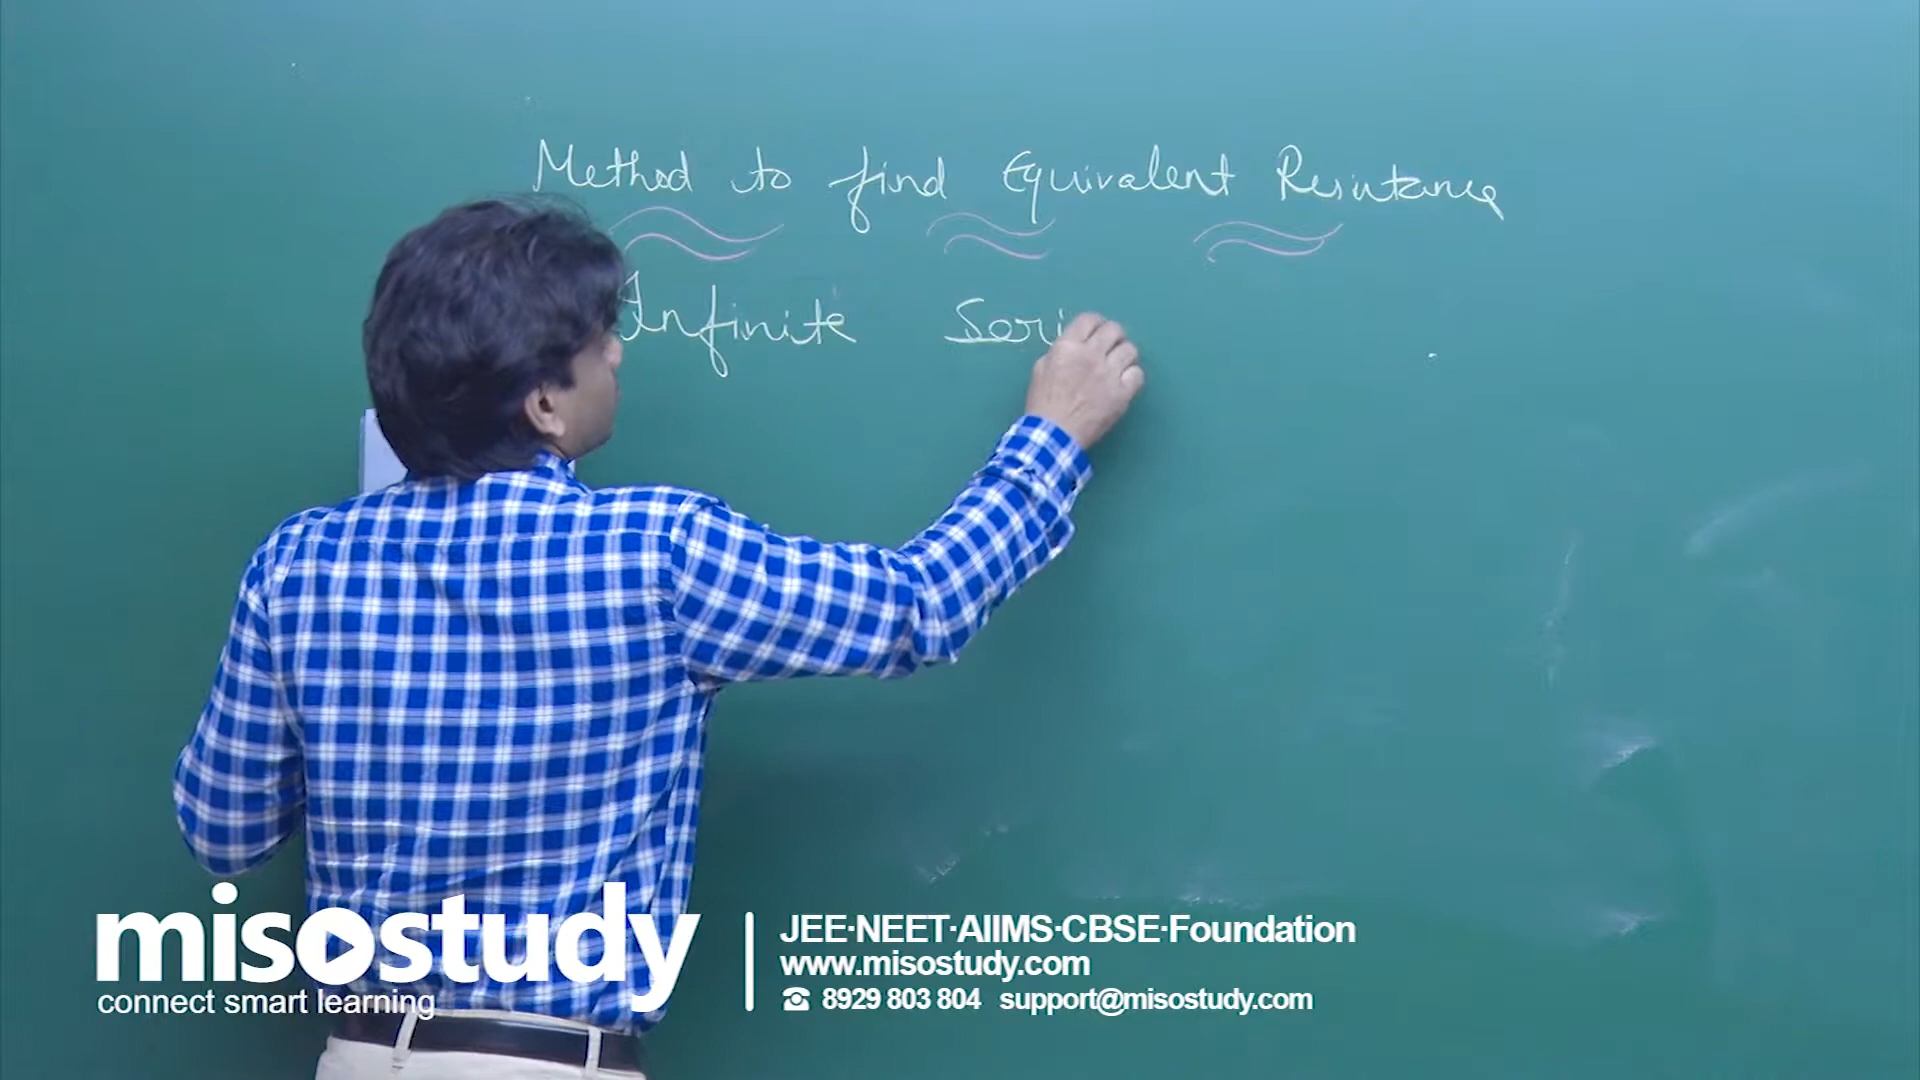 Method to find Equivalent Resistance
Infinite Seri
misostudy
connect smart learning
JEE·NEET·AIIMS·CBSE·Foundation
www.misostudy.com
8929 803 804 support@misostudy.com